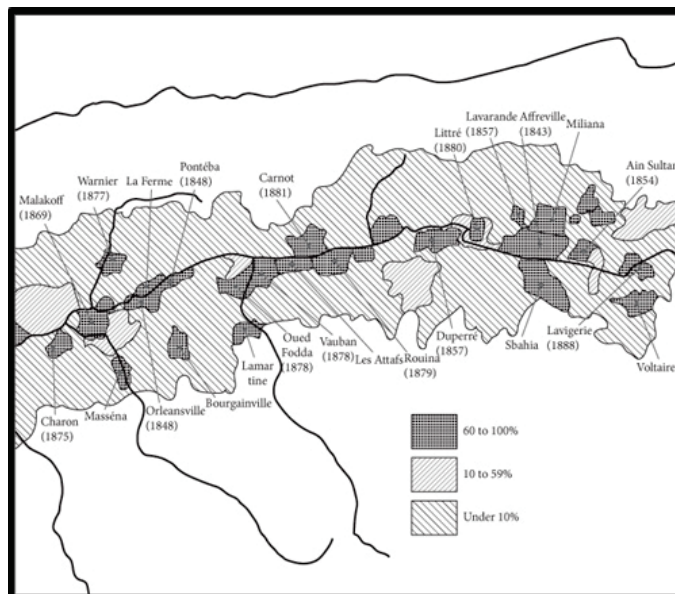 Lavarande Affreville
Littré (1857) (1843) Miliana
(1880)
Pontéba
Ain Sultan
Warnier La Ferme (1848) Carnot
(1854)
(1877) (1881)
Malakoff
(1869)
Oued Vauban Rouina Duperré Lavigerie
Fodda (1878) (1879) (1857) Sbahia (1888) Voltaire
(1878) Les Attafs
Lamar
tine
Bourgainville
Orleansville
(1848)
Masséna
Charon
(1875)
60 to 100%
10 to 59%
Under 10%